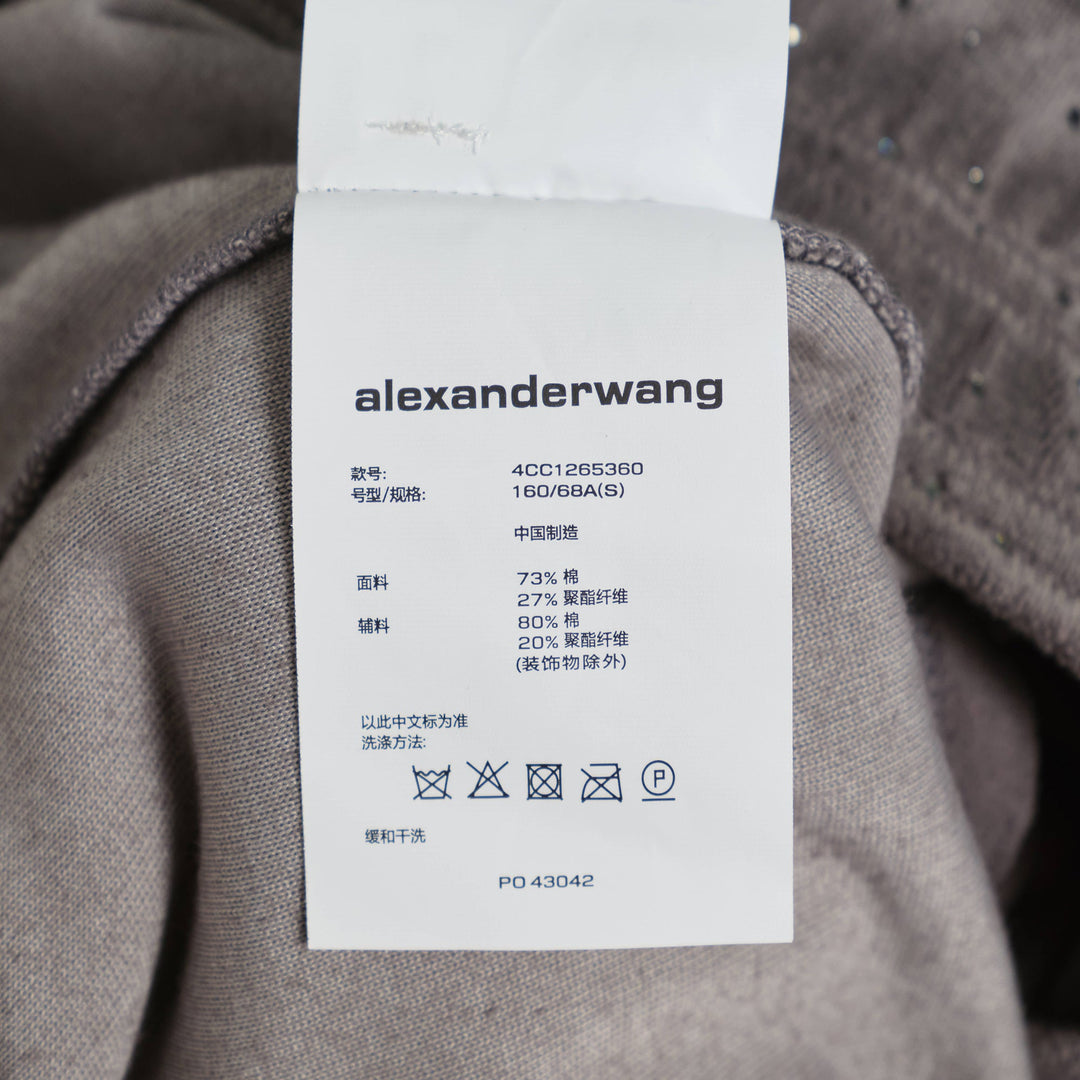 alexanderwang
款号: 4CC1265360
号型/规格: 160/68A(S)
中国制造
面料 73% 棉
27% 聚酯纤维
辅料 80% 棉
20% 聚酯纤维
(装饰物除外)
以此中文标为准
洗涤方法:
P
缓和干洗
PO 43042